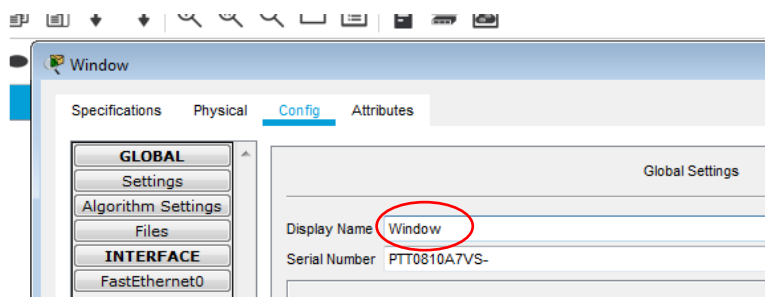 Window
Specifications Physical Config Attributes
GLOBAL
Settings
Algorithm Settings
Files
INTERFACE
FastEthernet0
Global Settings
Display Name Window
Serial Number PTT0810A7VS-